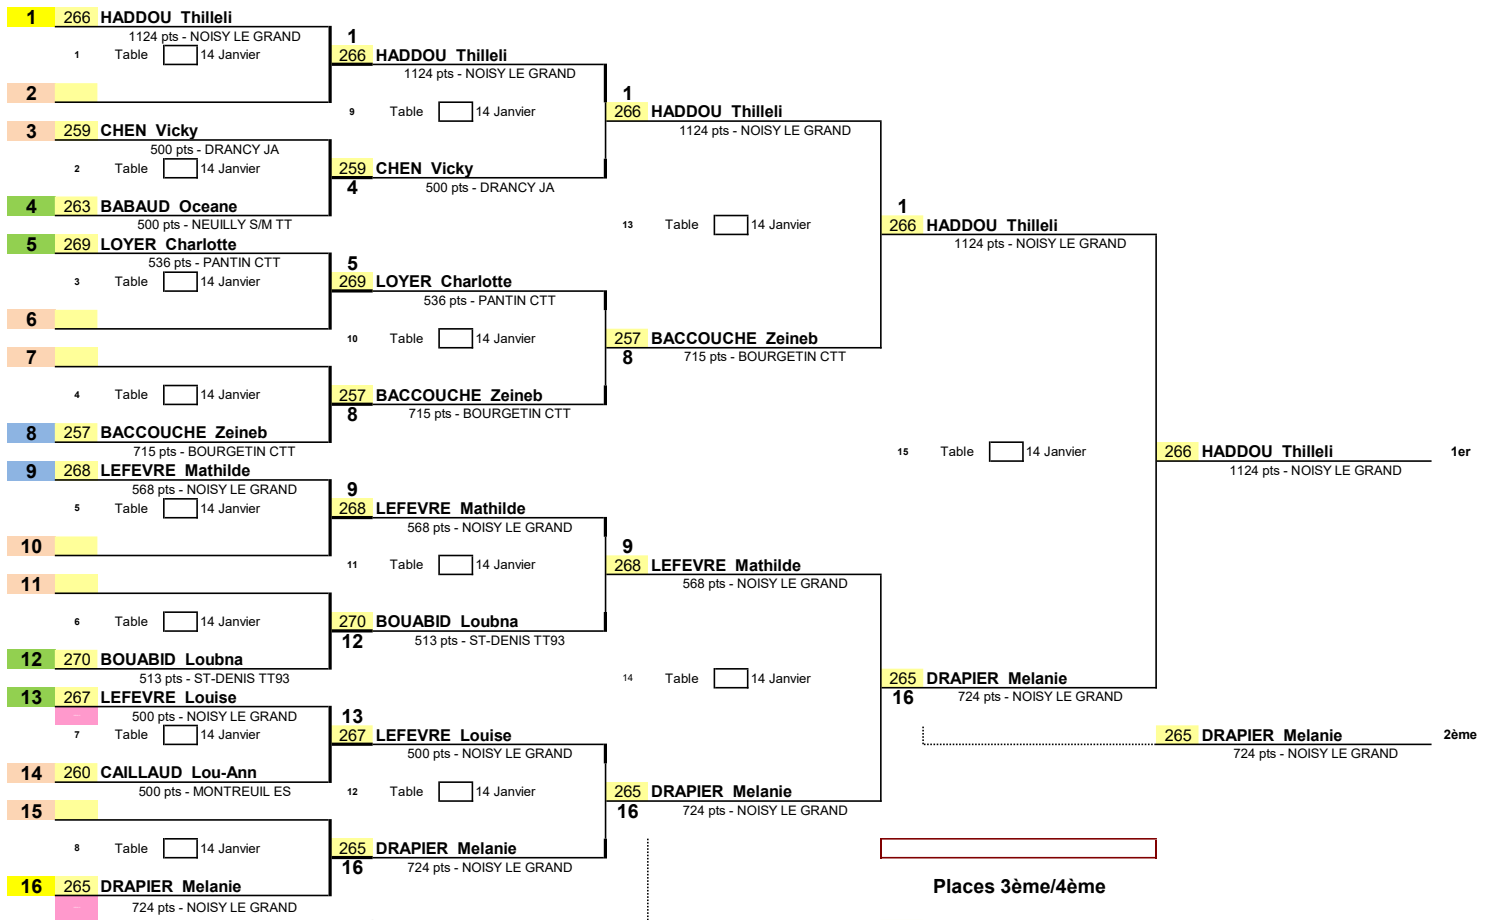 1 266 HADDOU Thilleli
1124 pts - NOISY LE GRAND
1 Table 14 Janvier
2
3 259 CHEN Vicky
500 pts - DRANCY JA
2 Table 14 Janvier
4 263 BABAUD Oceane
500 pts - NEUILLY S/M TT
5 269 LOYER Charlotte
536 pts - PANTIN CTT
3 Table 14 Janvier
6
7
4 Table 14 Janvier
8 257 BACCOUCHE Zeineb
715 pts - BOURGETIN CTT
9 268 LEFEVRE Mathilde
568 pts - NOISY LE GRAND
5 Table 14 Janvier
10
11
6 Table 14 Janvier
12 270 BOUABID Loubna
513 pts - ST-DENIS TT93
13 267 LEFEVRE Louise
500 pts - NOISY LE GRAND
7 Table 14 Janvier
14 260 CAILLAUD Lou-Ann
500 pts - MONTREUIL ES
15
8 Table 14 Janvier
16 265 DRAPIER Melanie
724 pts - NOISY LE GRAND
1
266 HADDOU Thilleli
1124 pts - NOISY LE GRAND
9 Table 14 Janvier
259 CHEN Vicky
4 500 pts - DRANCY JA
5
269 LOYER Charlotte
536 pts - PANTIN CTT
10 Table 14 Janvier
257 BACCOUCHE Zeineb
8 715 pts - BOURGETIN CTT
9
268 LEFEVRE Mathilde
568 pts - NOISY LE GRAND
11 Table 14 Janvier
270 BOUABID Loubna
12 513 pts - ST-DENIS TT93
13
267 LEFEVRE Louise
500 pts - NOISY LE GRAND
12 Table 14 Janvier
265 DRAPIER Melanie
16 724 pts - NOISY LE GRAND
1
266 HADDOU Thilleli
1124 pts - NOISY LE GRAND
13 Table 14 Janvier
257 BACCOUCHE Zeineb
8 715 pts - BOURGETIN CTT
9
268 LEFEVRE Mathilde
568 pts - NOISY LE GRAND
14 Table 14 Janvier
265 DRAPIER Melanie
16 724 pts - NOISY LE GRAND
1
266 HADDOU Thilleli
1124 pts - NOISY LE GRAND
15 Table 14 Janvier
265 DRAPIER Melanie
16 724 pts - NOISY LE GRAND
266 HADDOU Thilleli 1er
1124 pts - NOISY LE GRAND
265 DRAPIER Melanie 2ème
724 pts - NOISY LE GRAND
Places 3ème/4ème